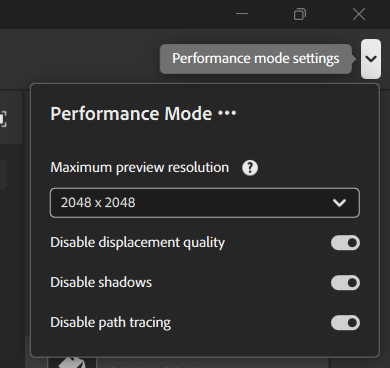 Performance mode settings
Performance Mode •••
Maximum preview resolution ?
2048 x 2048
Disable displacement quality
Disable shadows
Disable path tracing